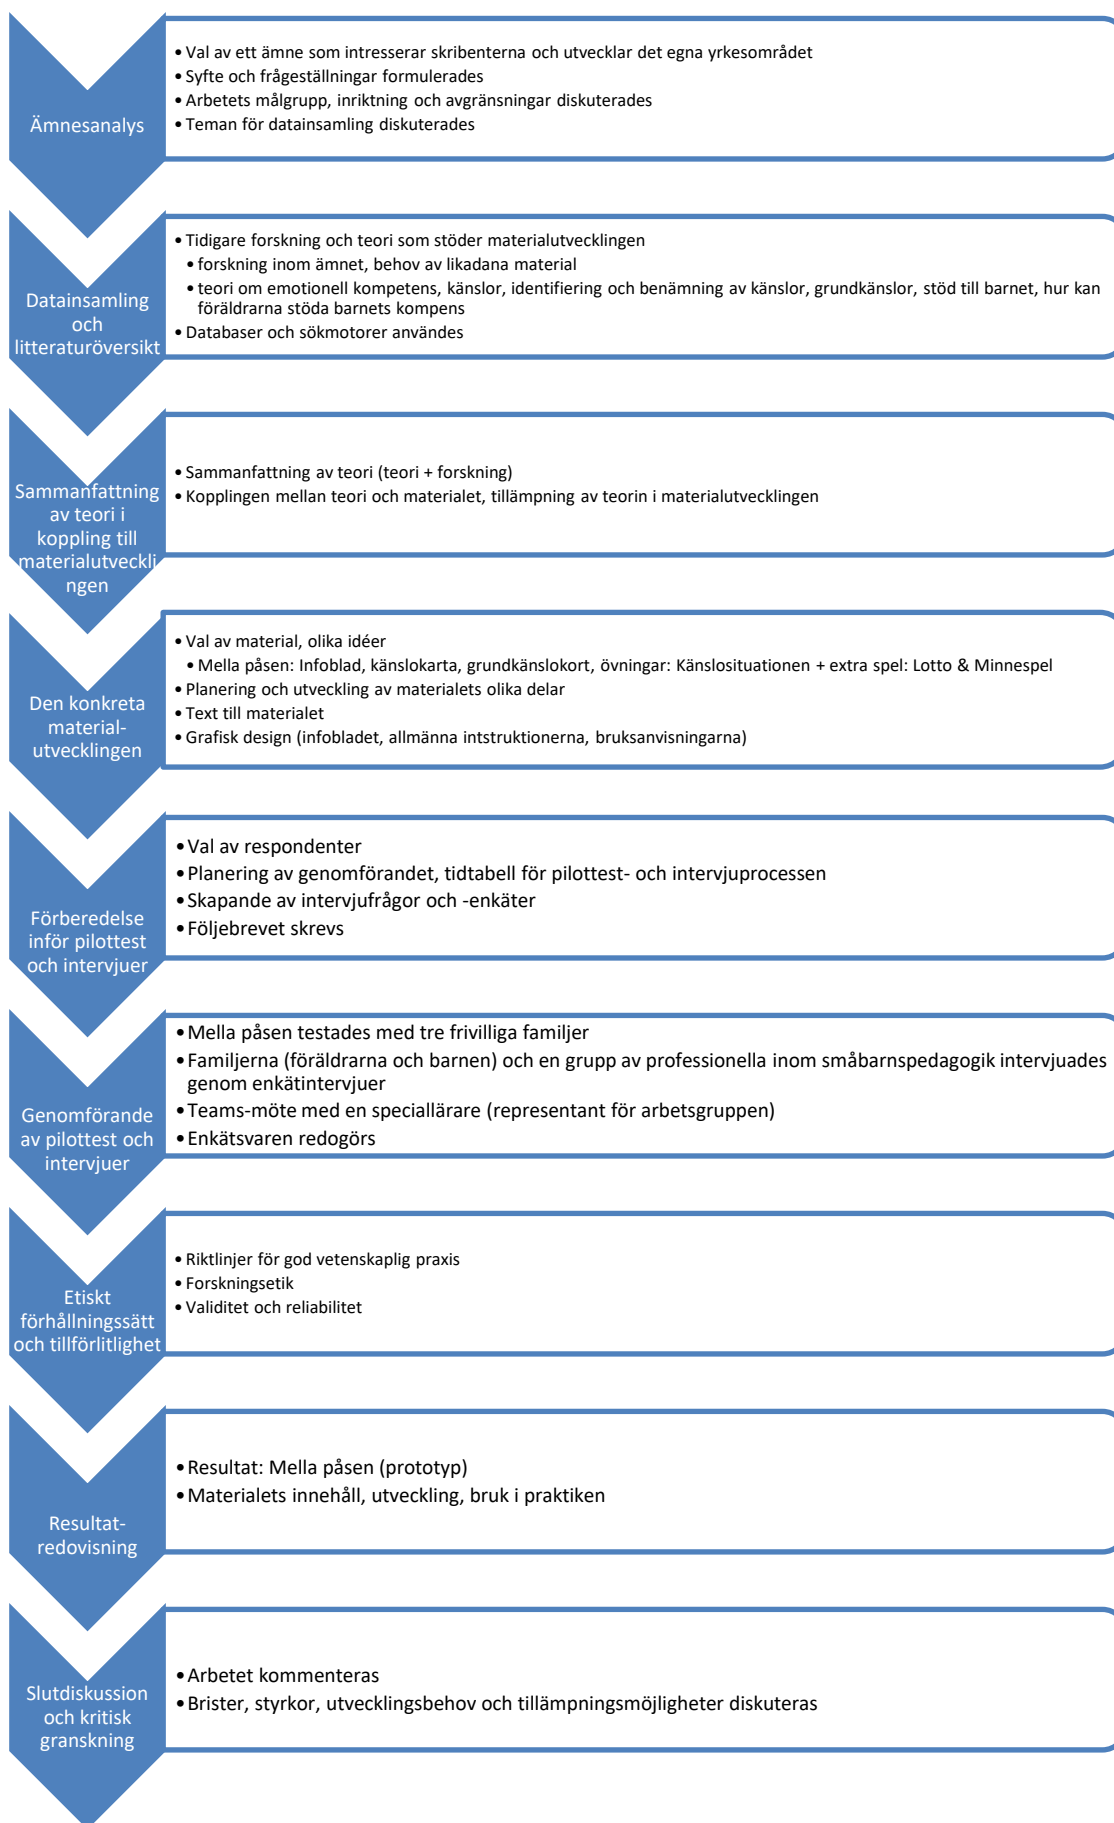 Ämnesanalys
• Val av ett ämne som intresserar skribenterna och utvecklar det egna yrkesområdet
• Syfte och frågeställningar formulerades
• Arbetets målgrupp, inriktning och avgränsningar diskuterades
• Teman för datainsamling diskuterades
Datainsamling
och
litteraturöversikt
• Tidigare forskning och teori som stöder materialutvecklingen
• forskning inom ämnet, behov av likadana material
• teori om emotionell kompetens, känslor, identifiering och benämning av känslor, grundkänslor, stöd till barnet, hur kan
föräldrarna stöda barnets kompens
• Databaser och sökmotorer användes
Sammanfattning
av teori i
koppling till
materialutveckli
ngen
• Sammanfattning av teori (teori + forskning)
• Kopplingen mellan teori och materialet, tillämpning av teorin i materialutvecklingen
Den konkreta
material-
utvecklingen
• Val av material, olika idéer
• Mella påsen: Infoblad, känslokarta, grundkänslokort, övningar: Känslosituationen + extra spel: Lotto & Minnespel
• Planering och utveckling av materialets olika delar
• Text till materialet
• Grafisk design (infobladet, allmänna intstruktionerna, bruksanvisningarna)
Förberedelse
inför pilottest
och intervjuer
• Val av respondenter
• Planering av genomförandet, tidtabell för pilottest- och intervjuprocessen
• Skapande av intervjufrågor och -enkäter
• Följebrevet skrevs
Genomförande
av pilottest och
intervjuer
• Mella påsen testades med tre frivilliga familjer
• Familjerna (föräldrarna och barnen) och en grupp av professionella inom småbarnspedagogik intervjuades
genom enkätintervjuer
• Teams-möte med en speciallärare (representant för arbetsgruppen)
• Enkätsvaren redogörs
Etiskt
förhållningssätt
och tillförlitlighet
• Riktlinjer för god vetenskaplig praxis
• Forskningsetik
• Validitet och reliabilitet
Resultat-
redovisning
• Resultat: Mella påsen (prototyp)
• Materialets innehåll, utveckling, bruk i praktiken
Slutdiskussion
och kritisk
granskning
• Arbetet kommenteras
• Brister, styrkor, utvecklingsbehov och tillämpningsmöjligheter diskuteras